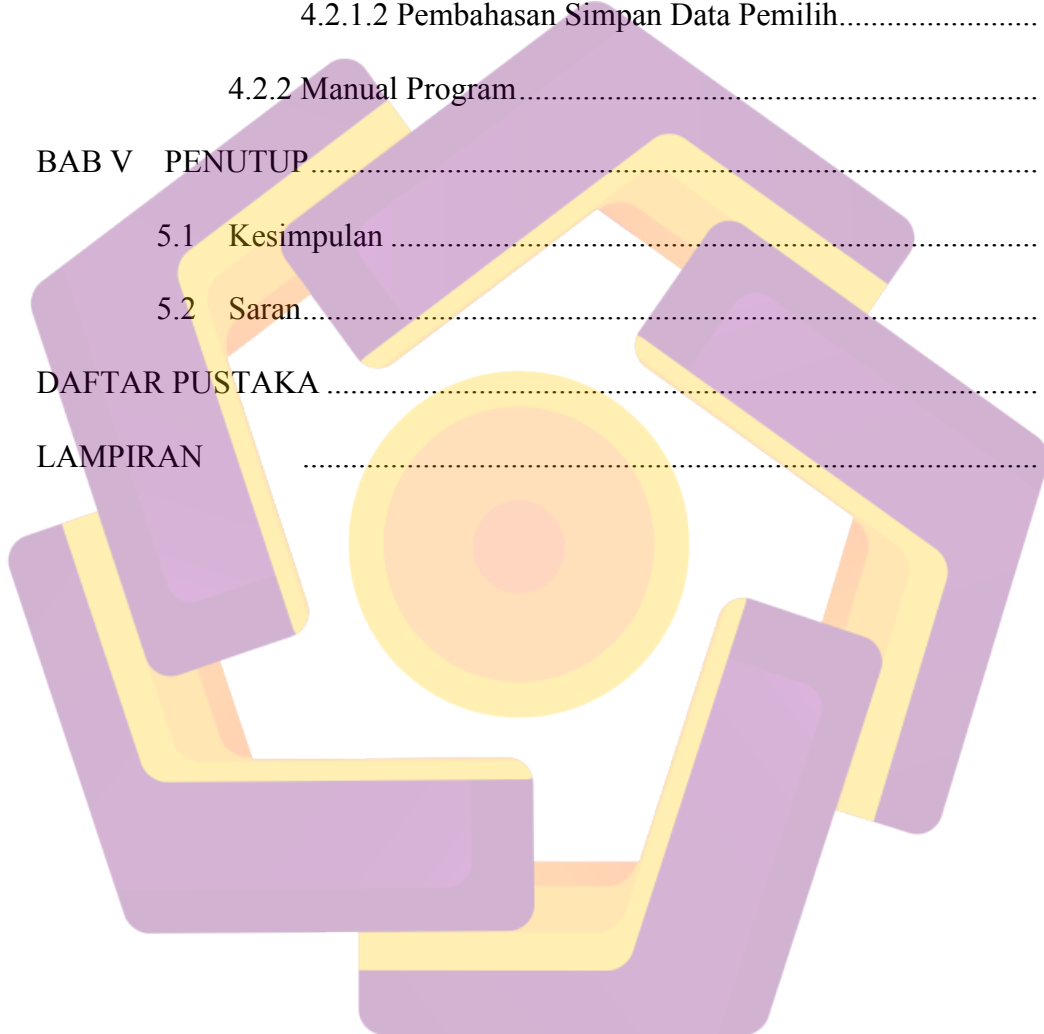 4.2.1.2 Pembahasan Simpan Data Pemilih.........................
4.2.2 Manual Program.................................................................
BAB V PENUTUP...........................................................................................
5.1 Kesimpulan .................................................................................
5.2 Saran............................................................................................
DAFTAR PUSTAKA .........................................................................................
LAMPIRAN ............................................................................................